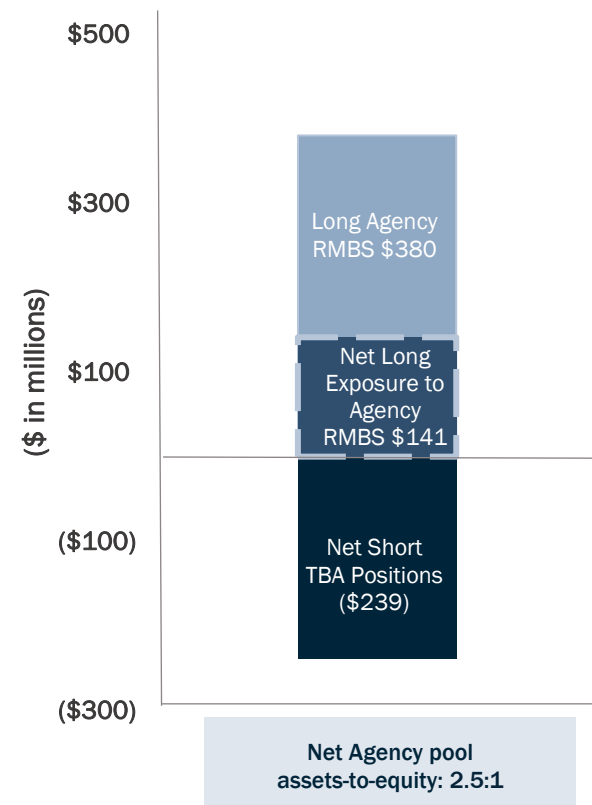 $500
$300
$100
($100)
($300)
($ in millions)
Long Agency
RMBS $380
Net Long
Exposure to
Agency
RMBS $141
Net Short
TBA Positions
($239)
Net Agency pool
assets-to-equity: 2.5:1